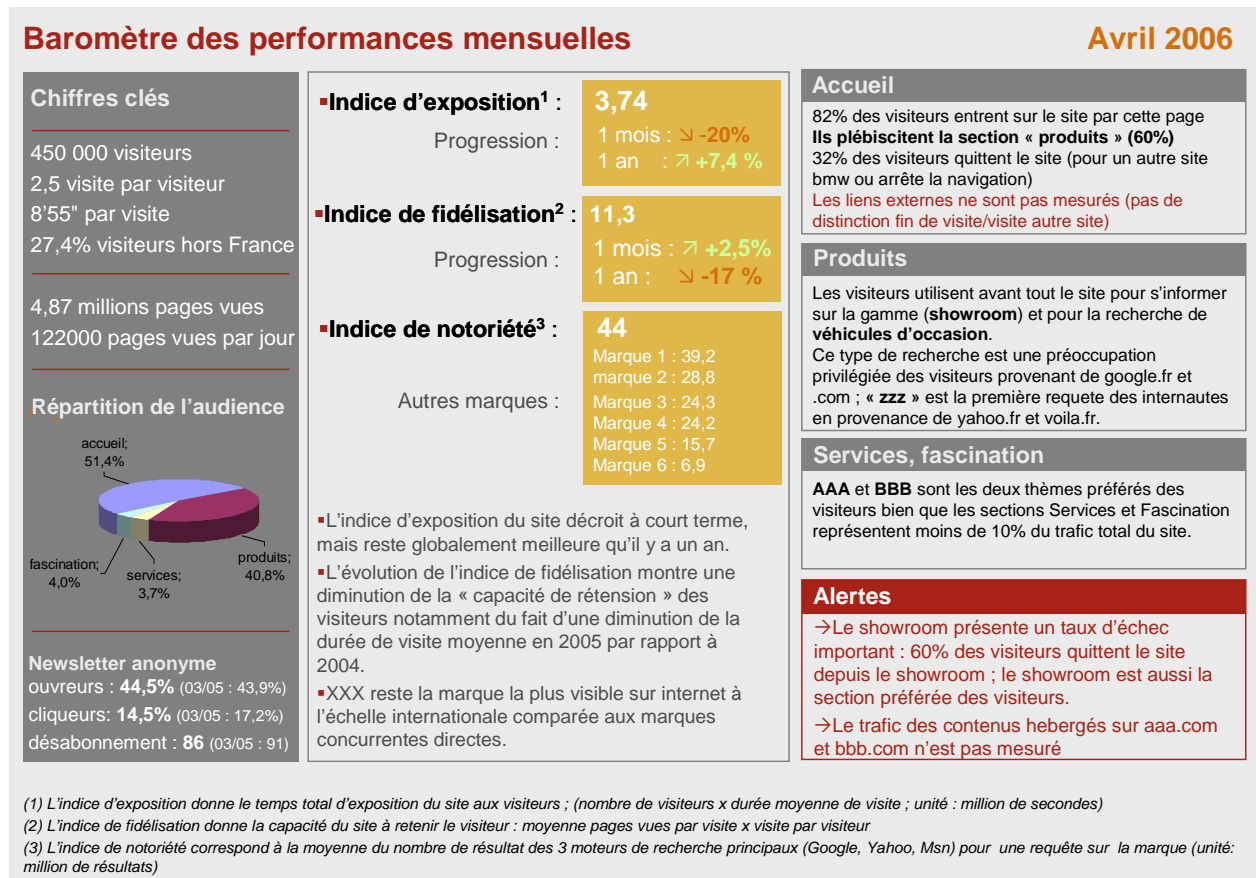 Baromètre des performances mensuelles
Avril 2006
Chiffres clés
450 000 visiteurs
2,5 visite par visiteur
8’55" par visite
27,4% visiteurs hors France
4,87 millions pages vues
122000 pages vues par jour
Répartition de l’audience
accueil;
51,4%
produits;
40,8%
services;
3,7%
fascination;
4,0%
Newsletter anonyme
ouvreurs : 44,5% (03/05 : 43,9%)
cliqueurs: 14,5% (03/05 : 17,2%)
désabonnement : 86 (03/05 : 91)
▪Indice d’exposition1 : 3,74
Progression : 1 mois : ↘ -20%
1 an : ↗ +7,4 %
▪Indice de fidélisation2 : 11,3
Progression : 1 mois : ↗ +2,5%
1 an : ↘ -17 %
▪Indice de notoriété3 : 44
Autres marques :
Marque 1 : 39,2
marque 2 : 28,8
Marque 3 : 24,3
Marque 4 : 24,2
Marque 5 : 15,7
Marque 6 : 6,9
▪L’indice d’exposition du site décroit à court terme,
mais reste globalement meilleure qu’il y a un an.
▪L’évolution de l’indice de fidélisation montre une
diminution de la « capacité de rétension » des
visiteurs notamment du fait d’une diminution de la
durée de visite moyenne en 2005 par rapport à
2004.
▪XXX reste la marque la plus visible sur internet à
l’échelle internationale comparée aux marques
concurrentes directes.
Accueil
82% des visiteurs entrent sur le site par cette page
Ils plébiscitent la section « produits » (60%)
32% des visiteurs quittent le site (pour un autre site
bmw ou arrête la navigation)
Les liens externes ne sont pas mesurés (pas de
distinction fin de visite/visite autre site)
Produits
Les visiteurs utilisent avant tout le site pour s’informer
sur la gamme (showroom) et pour la recherche de
véhicules d’occasion.
Ce type de recherche est une préoccupation
privilégiée des visiteurs provenant de google.fr et
.com ; « zzz » est la première requete des internautes
en provenance de yahoo.fr et voila.fr.
Services, fascination
AAA et BBB sont les deux thèmes préférés des
visiteurs bien que les sections Services et Fascination
représentent moins de 10% du trafic total du site.
Alertes
→Le showroom présente un taux d’échec
important : 60% des visiteurs quittent le site
depuis le showroom ; le showroom est aussi la
section préférée des visiteurs.
→Le trafic des contenus hebergés sur aaa.com
et bbb.com n’est pas mesuré
(1) L’indice d’exposition donne le temps total d’exposition du site aux visiteurs ; (nombre de visiteurs x durée moyenne de visite ; unité : million de secondes)
(2) L’indice de fidélisation donne la capacité du site à retenir le visiteur : moyenne pages vues par visite x visite par visiteur
(3) L’indice de notoriété correspond à la moyenne du nombre de résultat des 3 moteurs de recherche principaux (Google, Yahoo, Msn) pour une requête sur la marque (unité:
million de résultats)